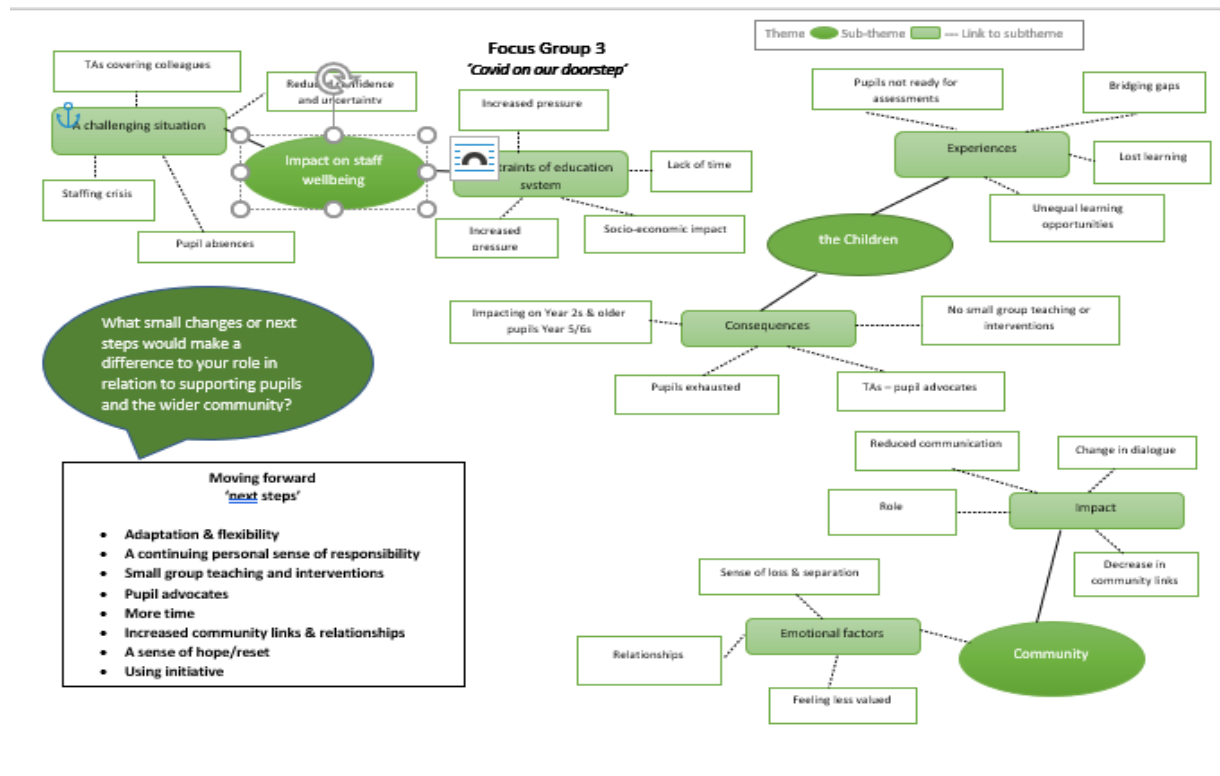 Theme Sub-theme --- Link to subtheme
Focus Group 3
'Covid on our doorstep'
TAs covering colleagues
Reduced confidence
and uncertainty
A challenging situation
Staffing crisis
Pupil absences
Impact on staff
wellbeing
Increased pressure
traints of education
system
Lack of time
Increased
pressure
Socio-economic impact
Pupils not ready for
assessments
Bridging gaps
Experiences
Lost learning
Unequal learning
opportunities
the Children
Impacting on Year 2s & older
pupils Year 5/6s
Consequences
No small group teaching or
interventions
Pupils exhausted
TAs – pupil advocates
What small changes or next
steps would make a
difference to your role in
relation to supporting pupils
and the wider community?
Moving forward
'next steps'
• Adaptation & flexibility
• A continuing personal sense of responsibility
• Small group teaching and interventions
• Pupil advocates
• More time
• Increased community links & relationships
• A sense of hope/reset
• Using initiative
Reduced communication
Change in dialogue
Role
Impact
Decrease in
community links
Sense of loss & separation
Emotional factors
Relationships
Feeling less valued
Community